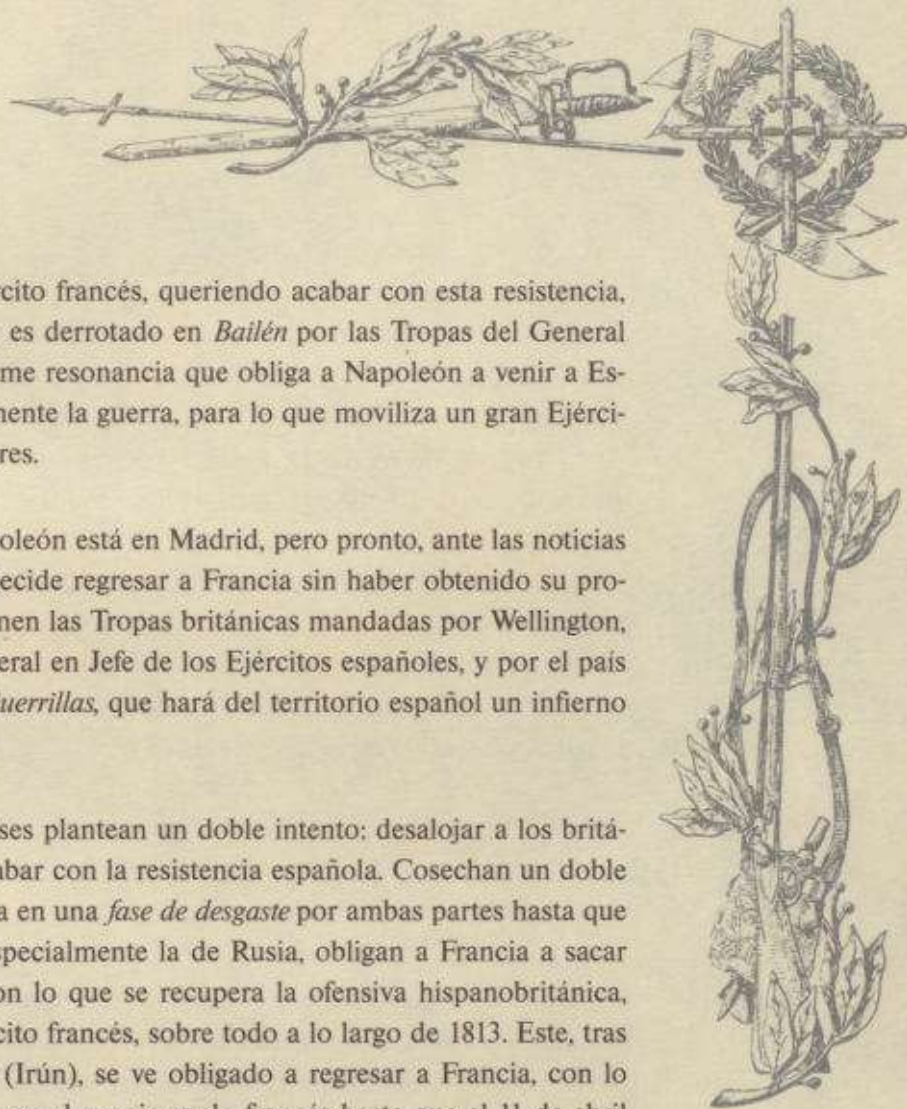 cito francés, queriendo acabar con esta resistencia,
es derrotado en Bailén por las Tropas del General
me resonancia que obliga a Napoleón a venir a Es-
mente la guerra, para lo que moviliza un gran Ejérci-
res.
oleón está en Madrid, pero pronto, ante las noticias
ecide regresar a Francia sin haber obtenido su pro-
nen las Tropas británicas mandadas por Wellington,
eral en Jefe de los Ejércitos españoles, y por el país
uerrillas, que hará del territorio español un infierno
ses plantean un doble intento: desalojar a los britá-
abar con la resistencia española. Cosechan un doble
a en una fase de desgaste por ambas partes hasta que
specialmente la de Rusia, obligan a Francia a sacar
on lo que se recupera la ofensiva hispanobritánica,
cito francés, sobre todo a lo largo de 1813. Este, tras
(Irún), se ve obligado a regresar a Francia, con lo